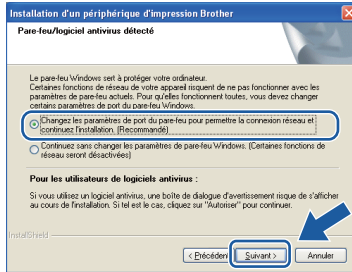 Installation d'un périphérique d'impression Brother
Pare-feu/logiciel antivirus détecté
Le pare-feu Windows sert à protéger votre ordinateur.
Certaines fonctions de réseau de votre appareil risquent de ne pas fonctionner avec les
paramètres de pare-feu actuels. Pour qu'elles fonctionnent toutes, vous devez changer
certains paramètres de port du pare-feu Windows.
Changez les paramètres de port du pare-feu pour permettre la connexion réseau et
continuez l'installation. (Recommandé)
Continuez sans changer les paramètres de pare-feu Windows. (Certaines fonctions de
réseau seront désactivées)
Pour les utilisateurs de logiciels antivirus :
Si vous utilisez un logiciel antivirus, une boîte de dialogue d'avertissement risque de s'afficher
au cours de l'installation. Si tel est le cas, cliquez sur "Autoriser" pour continuer.
InstallShield
< Précédent
Suivant >
Annuler